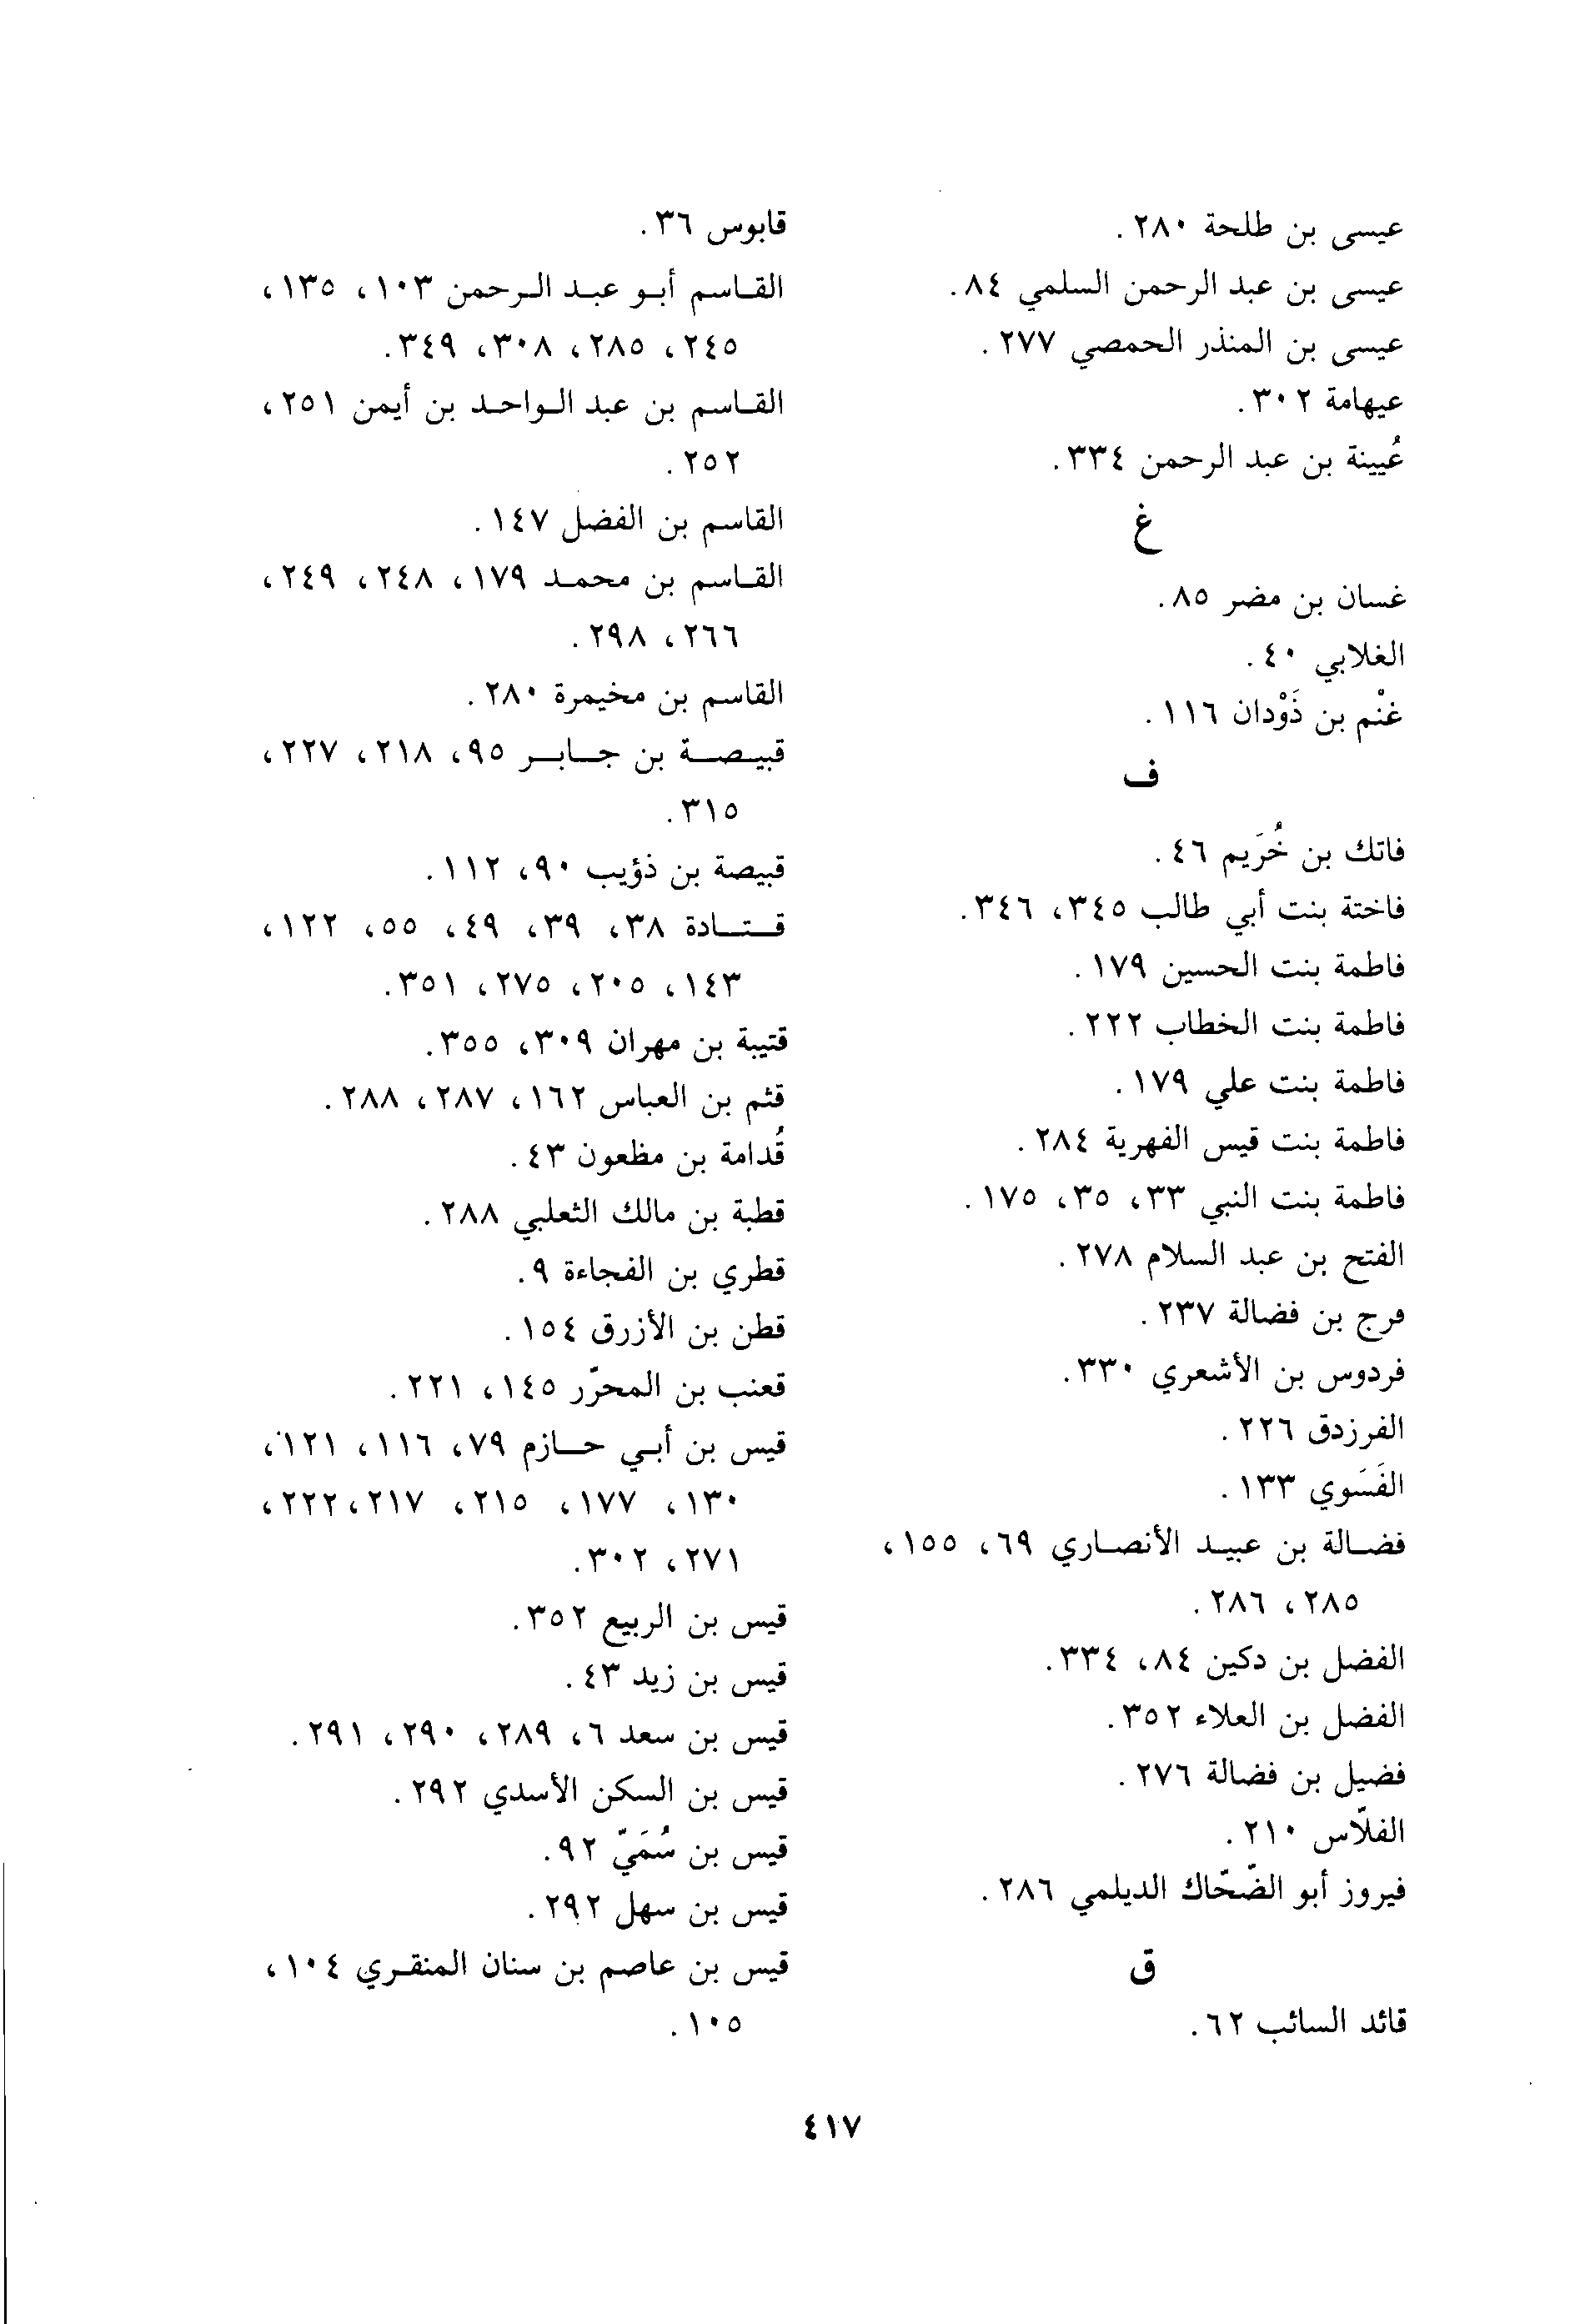 عيسى بن طلحة ٢٨٠.
عيسى بن عبد الرحمن السلمي ٨٤.
عيسى بن المنذر الحمصي ٢٧٧.
عيهامة ٣٠٢.
عُيينة بن عبد الرحمن ٣٣٤.
غ
غسان بن مضر ٨٥.
الغلابي ٤٠.
غنْم بن ذَوْدان ١١٦.
ف
فاتك بن خُرَيم ٤٦.
فاختة بنت أبي طالب ٣٤٥، ٣٤٦.
فاطمة بنت الحسين ١٧٩.
فاطمة بنت الخطاب ٢٢٢.
فاطمة بنت علي ١٧٩.
فاطمة بنت قيس الفهرية ٢٨٤.
فاطمة بنت النبي ٣٣، ٣٥، ١٧٥.
الفتح بن عبد السلام ٢٧٨.
فرج بن فضالة ٢٣٧.
فردوس بن الأشعري ٣٣٠.
الفرزدق ٢٢٦.
الفَسَوي ١٣٣.
فضالة بن عبيد الأنصاري ٦٩، ١٥٥،
٢٨٥، ٢٨٦.
الفضل بن دكين ٨٤، ٣٣٤.
الفضل بن العلاء ٣٥٢.
فضيل بن فضالة ٢٧٦.
الفلّاس ٢١٠.
فيروز أبو الضّحّاك الديلمي ٢٨٦.
ق
قائد السائب ٦٢.
قابوس ٣٦.
القاسم أبو عبد الرحمن ١٠٣، ١٣٥،
٢٤٥، ٢٨٥، ٣٠٨، ٣٤٩.
القاسم بن عبد الواحد بن أيمن ٢٥١،
٢٥٢.
القاسم بن الفضل ١٤٧.
القاسم بن محمد ١٧٩، ٢٤٨، ٢٤٩،
٢٦٦، ٢٩٨.
القاسم بن مخيمرة ٢٨٠.
قبيصة بن جابر ٩٥، ٢١٨، ٢٢٧،
٣١٥.
قبيصة بن ذؤيب ٩٠، ١١٢.
قتادة ٣٨، ٣٩، ٤٩، ٥٥، ١٢٢،
١٤٣، ٢٠٥، ٢٧٥، ٣٥١.
قتيبة بن مهران ٣٠٩، ٣٥٥.
قثم بن العباس ١٦٢، ٢٨٧، ٢٨٨.
قُدامة بن مظعون ٤٣.
قطبة بن مالك الثعلبي ٢٨٨.
قطري بن الفجاءة ٩.
قطن بن الأزرق ١٥٤.
قعنب بن المحرّر ١٤٥، ٢٢١.
قيس بن أبي حازم ٧٩، ١١٦، ١٢١،
١٣٠، ١٧٧، ٢١٥، ٢١٧، ٢٢٢،
٢٧١، ٣٠٢.
قيس بن الربيع ٣٥٢.
قيس بن زيد ٤٣.
قيس بن سعد ٦، ٢٨٩، ٢٩٠، ٢٩١.
قيس بن السكن الأسدي ٢٩٢.
قيس بن سُمَيّ ٩٢.
قيس بن سهل ٢٩٢.
قيس بن عاصم بن سنان المنقري ١٠٤،
١٠٥.
٤١٧